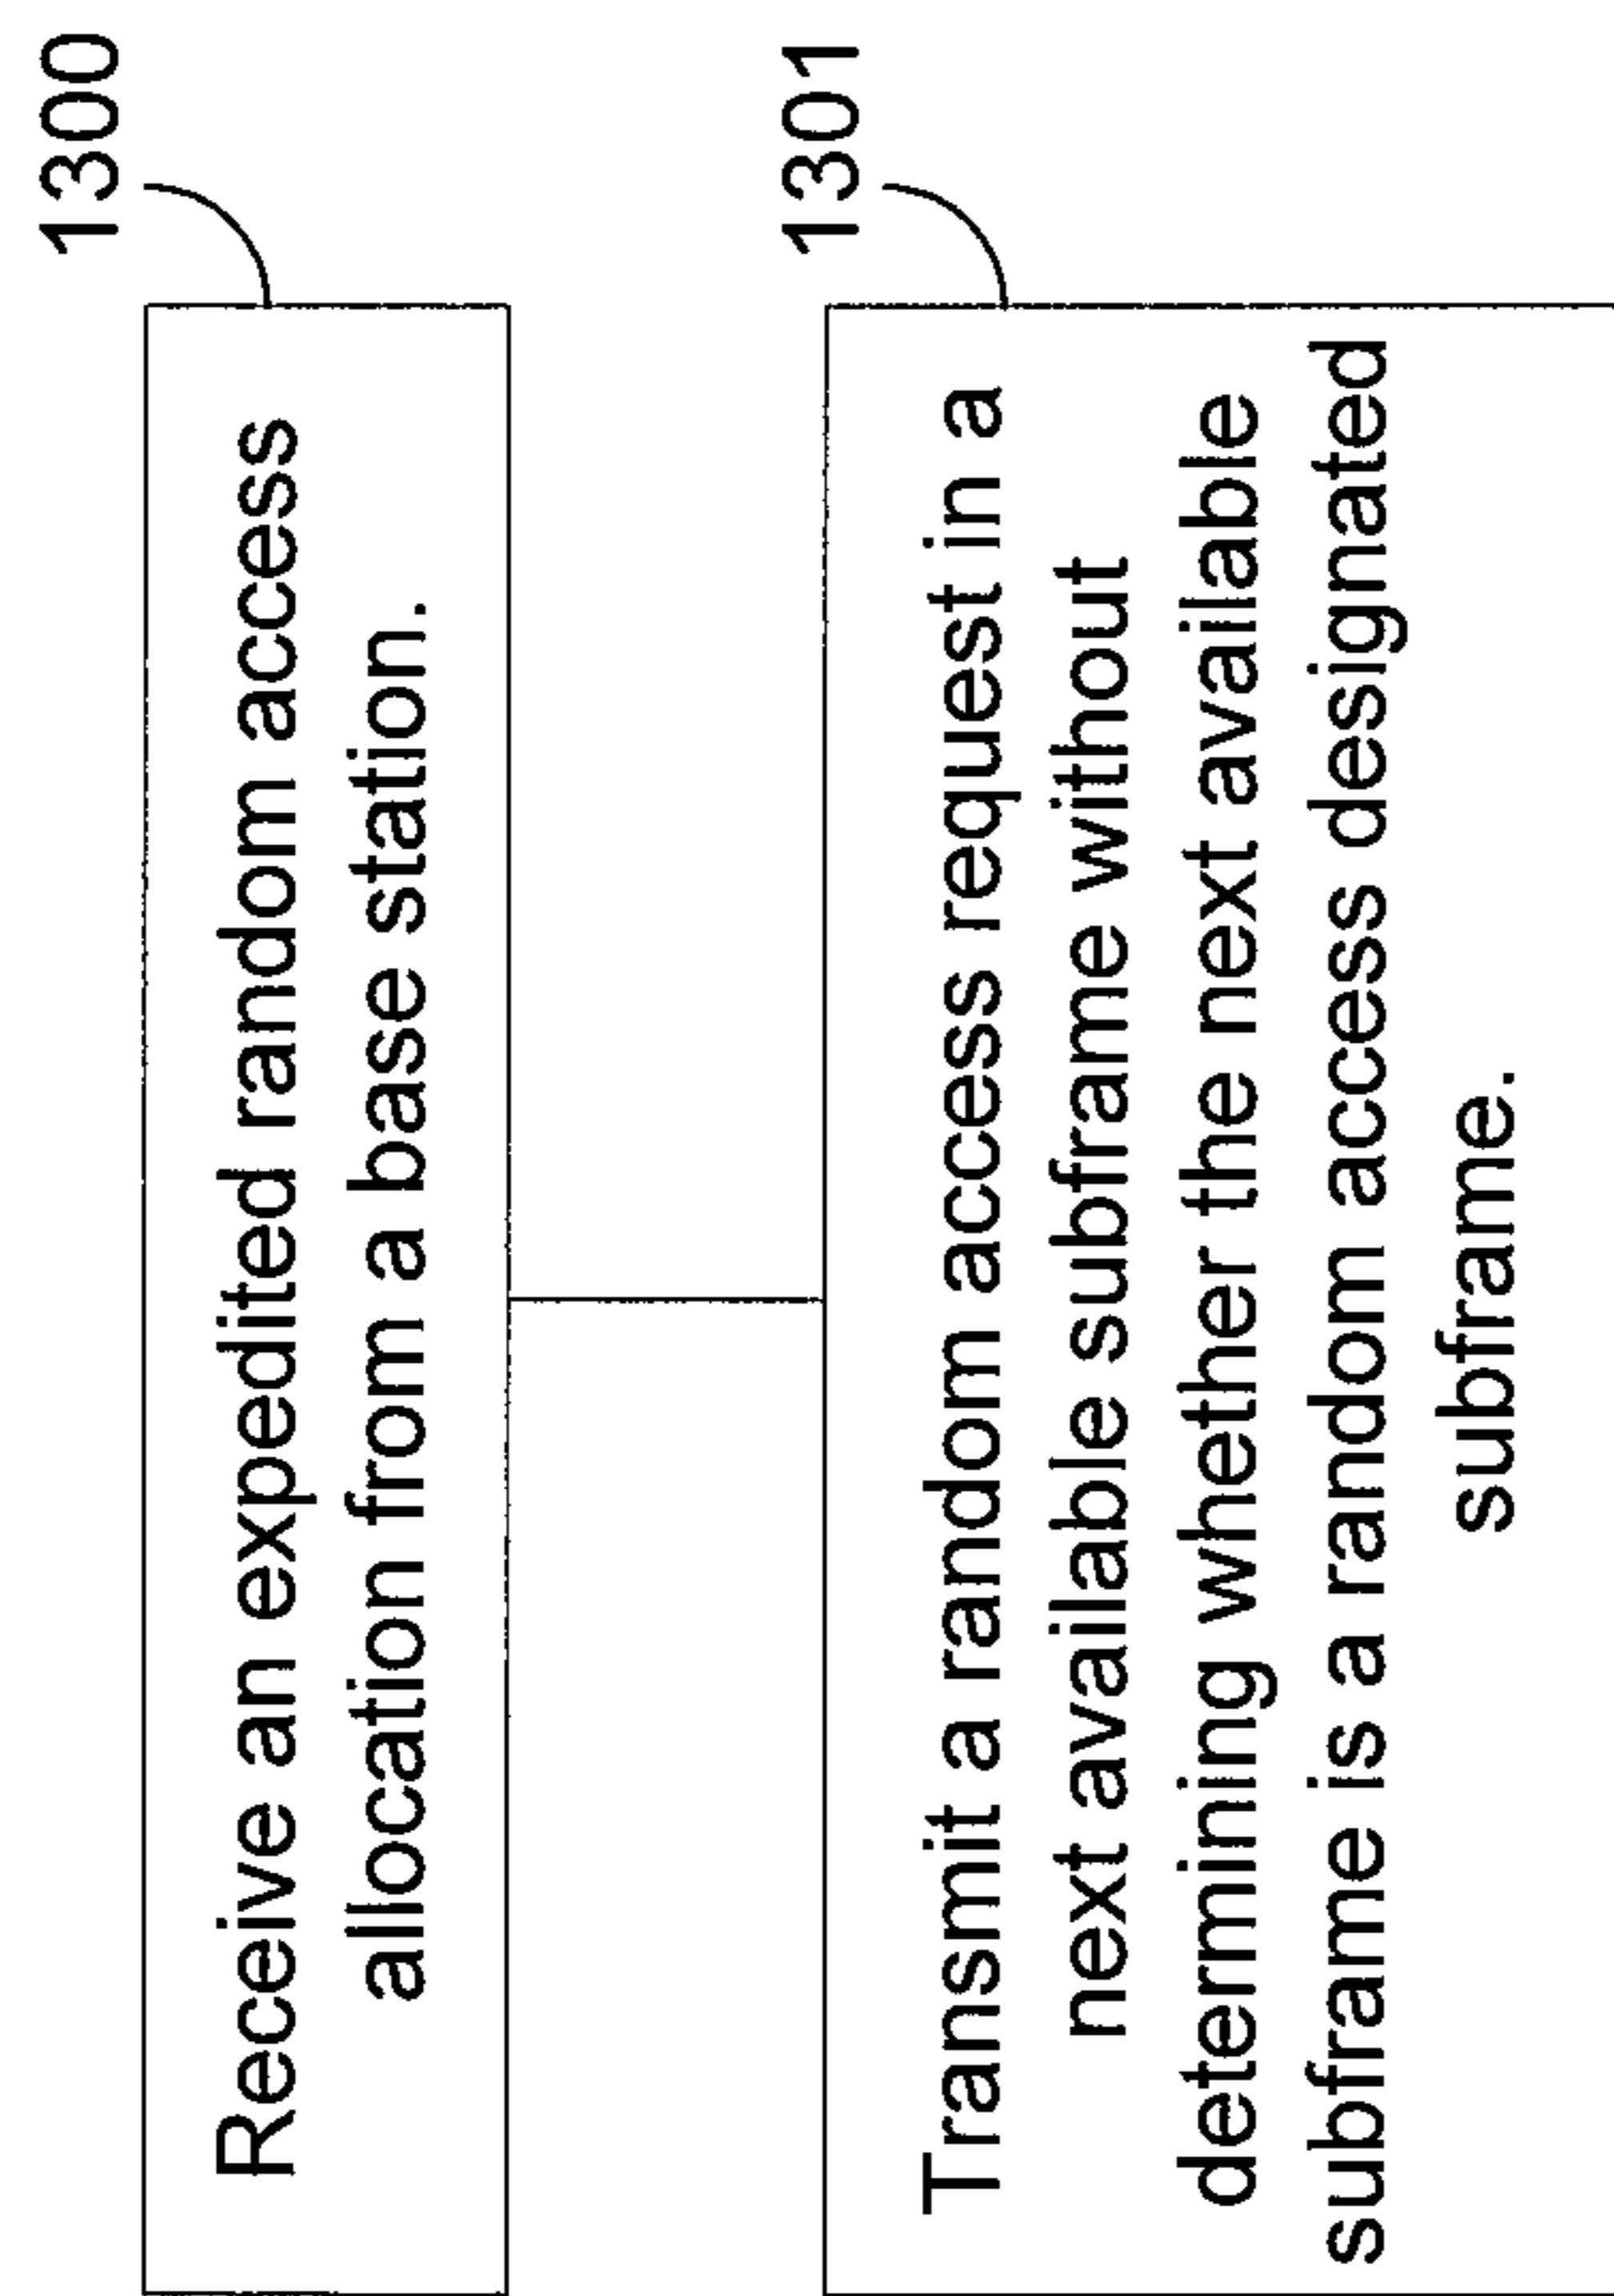 1300
Receive an expedited random access
allocation from a base station.
1301
Transmit a random access request in a
next available subframe without
determining whether the next available
subframe is a random access designated
subframe.